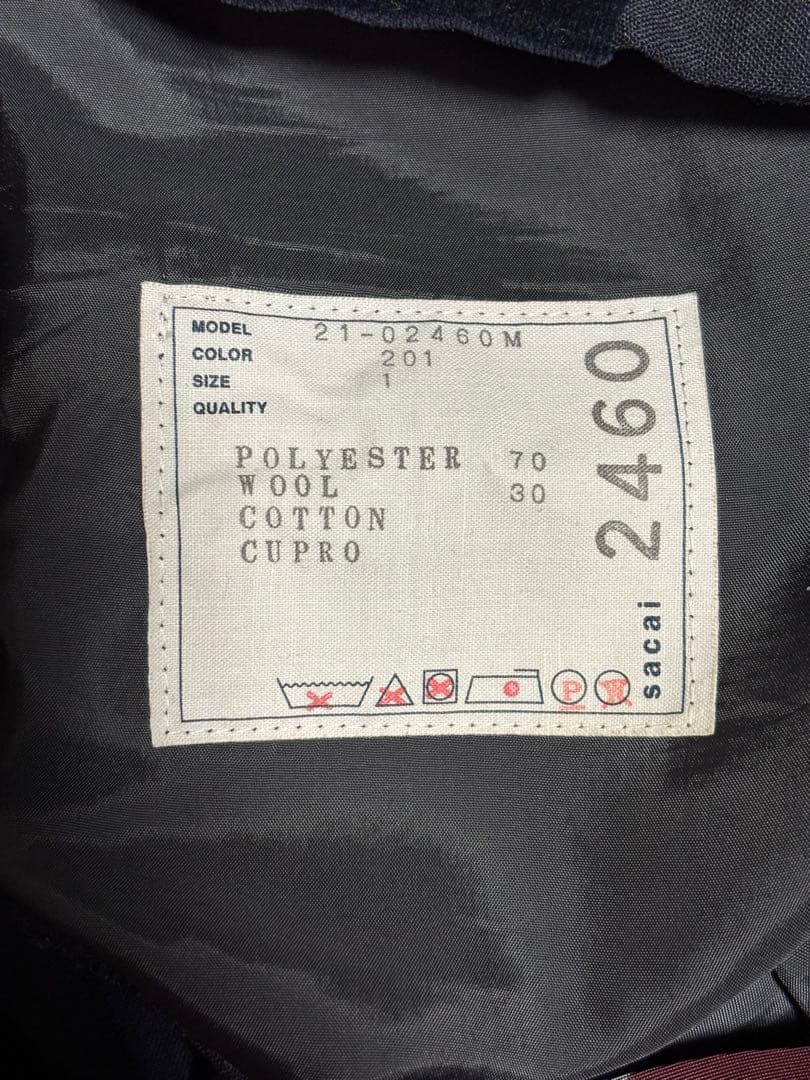 MODEL 21-02460M
COLOR 201
SIZE 1
QUALITY
POLYESTER 70
WOOL 30
COTTON
CUPRO
P
W
sacai 2460